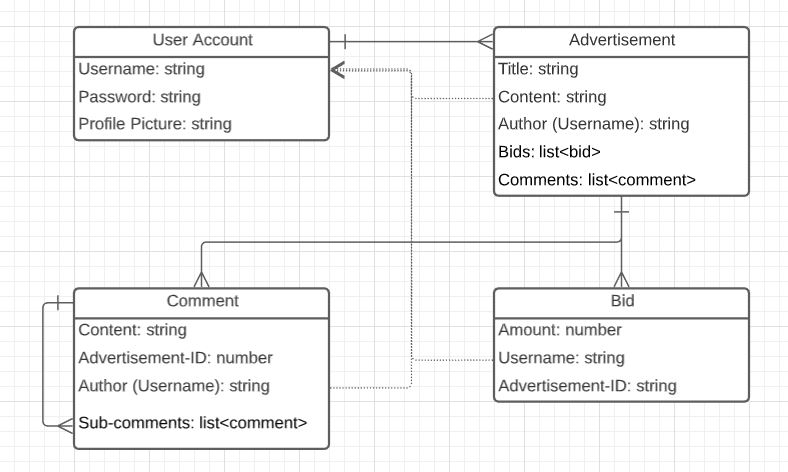 User Account
Username: string
Password: string
Profile Picture: string
Advertisement
Title: string
Content: string
Author (Username): string
Bids: list<bid>
Comments: list<comment>
Comment
Content: string
Advertisement-ID: number
Author (Username): string
Sub-comments: list<comment>
Bid
Amount: number
Username: string
Advertisement-ID: string